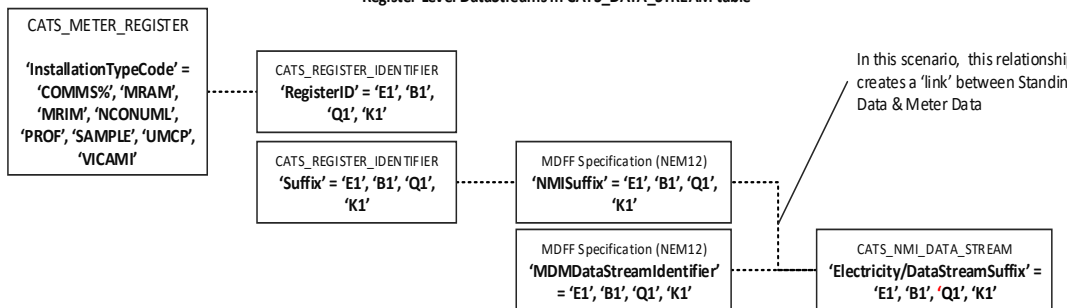 Register Level DataStreams in CATS_DATA_STREAM table
CATS_METER_REGISTER
‘InstallationTypeCode’ =
‘COMMS%’, ‘MRAM’,
‘MRIM’, ‘NCONUML’,
‘PROF’, ‘SAMPLE’, ‘UMCP’,
‘VICAMI’
CATS_REGISTER_IDENTIFIER
‘RegisterID’ = ‘E1’, ‘B1’,
‘Q1’, ‘K1’
In this scenario, this relationship
creates a ‘link’ between Standin
Data & Meter Data
CATS_REGISTER_IDENTIFIER
‘Suffix’ = ‘E1’, ‘B1’, ‘Q1’,
‘K1’
MDFF Specification (NEM12)
‘NMISuffix’ = ‘E1’, ‘B1’, ‘Q1’,
‘K1’
MDFF Specification (NEM12)
‘MDMDataStreamIdentifier’
= ‘E1’, ‘B1’, ‘Q1’, ‘K1’
CATS_NMI_DATA_STREAM
‘Electricity/DataStreamSuffix’ =
‘E1’, ‘B1’, ‘Q1’, ‘K1’